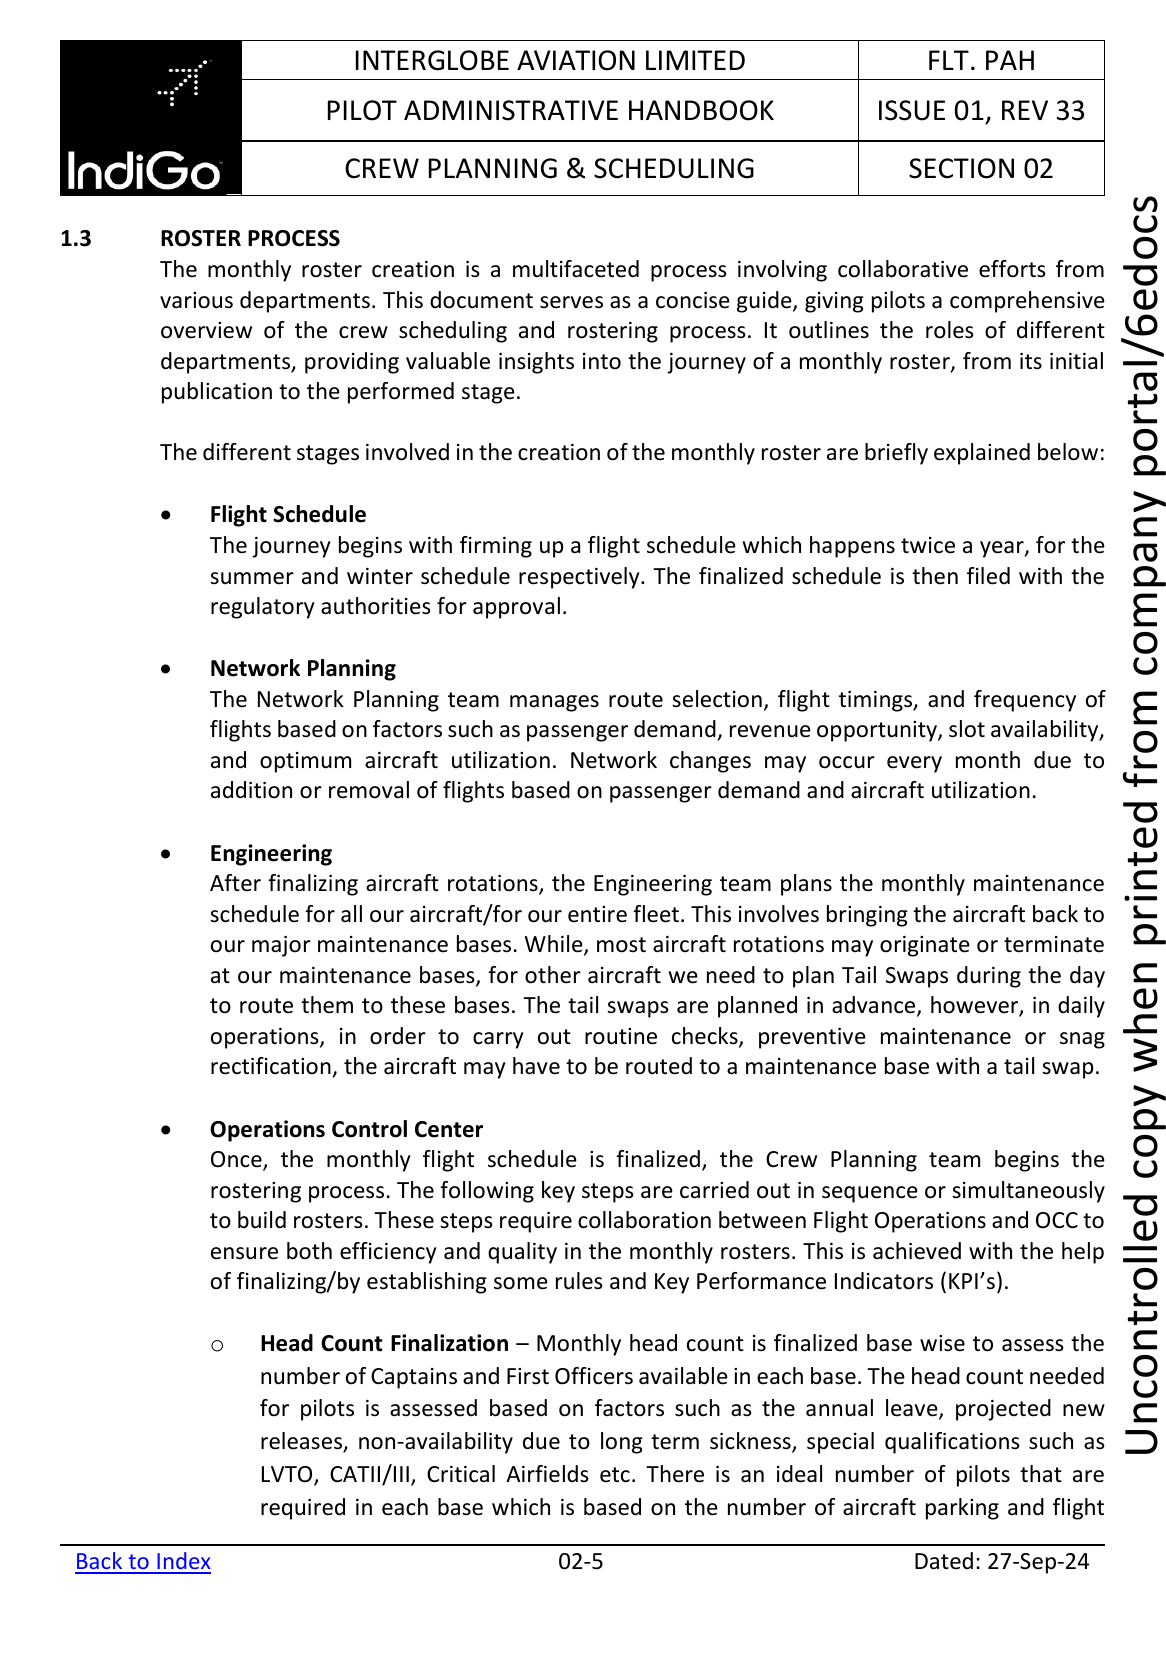 INTERGLOBE AVIATION LIMITED
FLT. PAH
PILOT ADMINISTRATIVE HANDBOOK
ISSUE 01, REV 33
IndiGo
CREW PLANNING & SCHEDULING
SECTION 02
1.3 ROSTER PROCESS
The monthly roster creation is a multifaceted process involving collaborative efforts from
various departments. This document serves as a concise guide, giving pilots a comprehensive
overview of the crew scheduling and rostering process. It outlines the roles of different
departments, providing valuable insights into the journey of a monthly roster, from its initial
publication to the performed stage.
The different stages involved in the creation of the monthly roster are briefly explained below:
• Flight Schedule
The journey begins with firming up a flight schedule which happens twice a year, for the
summer and winter schedule respectively. The finalized schedule is then filed with the
regulatory authorities for approval.
• Network Planning
The Network Planning team manages route selection, flight timings, and frequency of
flights based on factors such as passenger demand, revenue opportunity, slot availability,
and optimum aircraft utilization. Network changes may occur every month due to
addition or removal of flights based on passenger demand and aircraft utilization.
• Engineering
After finalizing aircraft rotations, the Engineering team plans the monthly maintenance
schedule for all our aircraft/for our entire fleet. This involves bringing the aircraft back to
our major maintenance bases. While, most aircraft rotations may originate or terminate
at our maintenance bases, for other aircraft we need to plan Tail Swaps during the day
to route them to these bases. The tail swaps are planned in advance, however, in daily
operations, in order to carry out routine checks, preventive maintenance or snag
rectification, the aircraft may have to be routed to a maintenance base with a tail swap.
• Operations Control Center
Once, the monthly flight schedule is finalized, the Crew Planning team begins the
rostering process. The following key steps are carried out in sequence or simultaneously
to build rosters. These steps require collaboration between Flight Operations and OCC to
ensure both efficiency and quality in the monthly rosters. This is achieved with the help
of finalizing/by establishing some rules and Key Performance Indicators (KPI’s).
o Head Count Finalization – Monthly head count is finalized base wise to assess the
number of Captains and First Officers available in each base. The head count needed
for pilots is assessed based on factors such as the annual leave, projected new
releases, non-availability due to long term sickness, special qualifications such as
LVTO, CATII/III, Critical Airfields etc. There is an ideal number of pilots that are
required in each base which is based on the number of aircraft parking and flight
Back to Index
02-5
Dated: 27-Sep-24
Uncontrolled copy when printed from company portal/6edocs